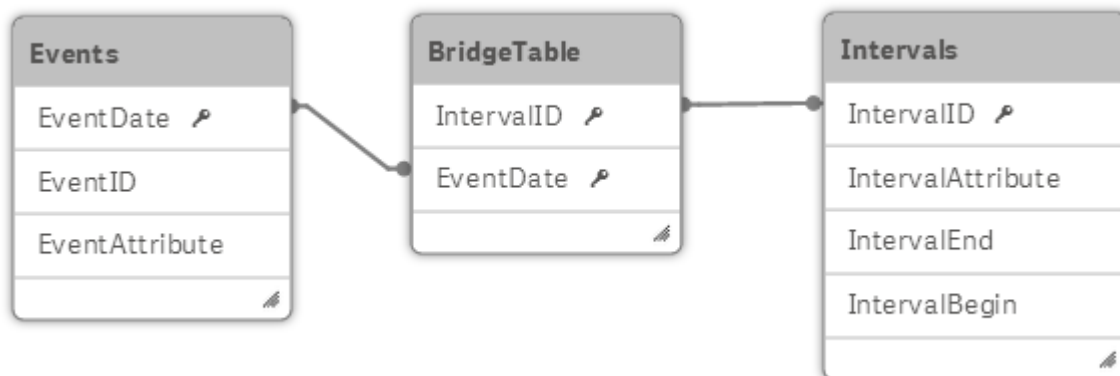 Events
EventDate
EventID
EventAttribute
BridgeTable
IntervalID
EventDate
Intervals
IntervalID
IntervalAttribute
IntervalEnd
IntervalBegin